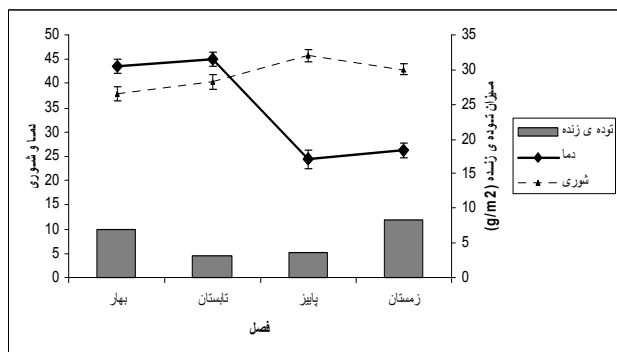 50
45
40
35
30
25
20
15
10
5
0
35
30
25
20
15
10
5
0
دما و شوری
میزان توده ی زنده (g/m2)
بهار
تابستان
پاییز
زمستان
فصل
توده ی زنده
دما
شوری